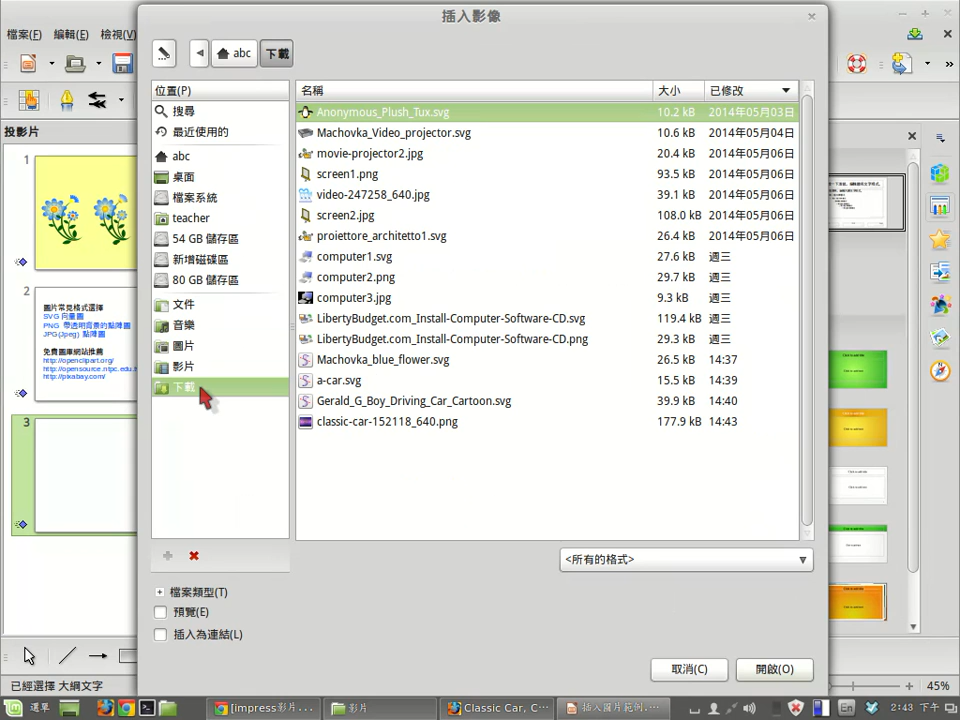 插入影像
檔案(F) 編輯(E) 檢視(V)
abc 下載
位置(P)
搜尋
最近使用的
abc
桌面
檔案系統
teacher
54 GB 儲存區
新增磁碟區
80 GB 儲存區
文件
音樂
圖片
影片
下載
名稱 大小 已修改
Anonymous_Plush_Tux.svg 10.2 kB 2014年05月03日
Machovka_Video_projector.svg 10.6 kB 2014年05月04日
movie-projector2.jpg 20.4 kB 2014年05月06日
screen1.png 93.5 kB 2014年05月06日
video-247258_640.jpg 39.1 kB 2014年05月06日
screen2.jpg 108.0 kB 2014年05月06日
proiettore_architetto1.svg 26.4 kB 2014年05月06日
computer1.svg 27.6 kB 週三
computer2.png 29.7 kB 週三
computer3.jpg 9.3 kB 週三
LibertyBudget.com_Install-Computer-Software-CD.svg 119.4 kB 週三
LibertyBudget.com_Install-Computer-Software-CD.png 29.3 kB 週三
Machovka_blue_flower.svg 26.5 kB 14:37
a-car.svg 15.5 kB 14:39
Gerald_G_Boy_Driving_Car_Cartoon.svg 39.9 kB 14:40
classic-car-152118_640.png 177.9 kB 14:43
<所有的格式>
檔案類型(T)
預覽(E)
插入為連結(L)
取消(C) 開啟(O)
投影片
1
2
圖片常見格式選擇
SVG 向量圖
PNG 帶透明背景的點陣圖
JPG(Jpeg) 點陣圖
免費圖庫網站推薦
http://openclipart.org/
http://opensource.ntpc.edu.
http://pixabay.com/
3
已經選擇 大綱文字
45%
選單
[impress影片...
影片
Classic Car, C...
插入圖片範例,...
En
2:43 下午